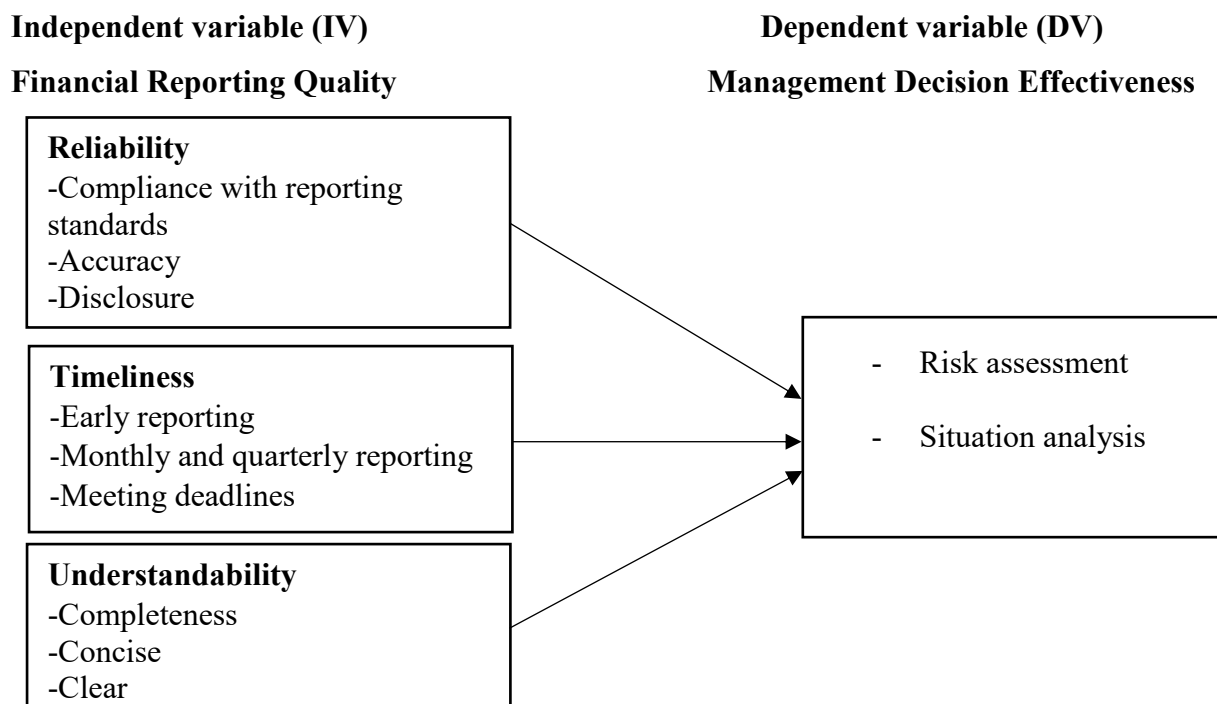 Independent variable (IV)
Dependent variable (DV)
Financial Reporting Quality
Management Decision Effectiveness
Reliability
-Compliance with reporting
standards
-Accuracy
-Disclosure
Timeliness
-Early reporting
-Monthly and quarterly reporting
-Meeting deadlines
Understandability
-Completeness
-Concise
-Clear
- Risk assessment
- Situation analysis